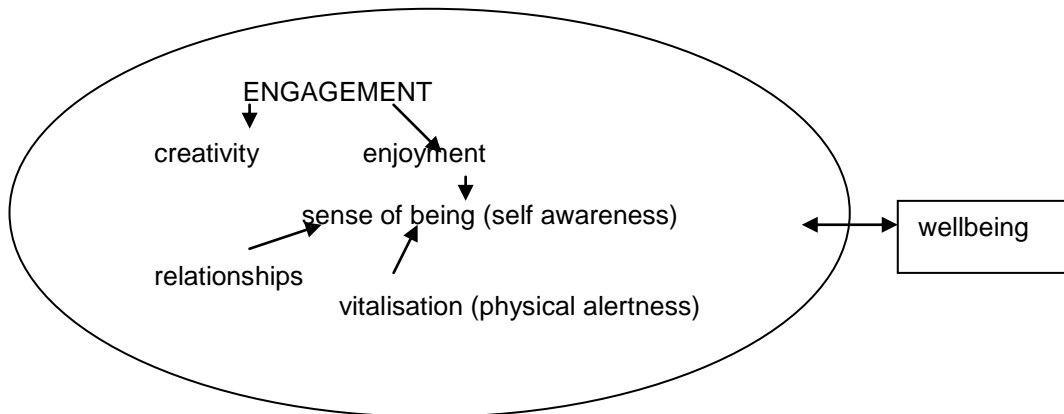 ENGAGEMENT
creativity
enjoyment
sense of being (self awareness)
wellbeing
relationships
vitalisation (physical alertness)